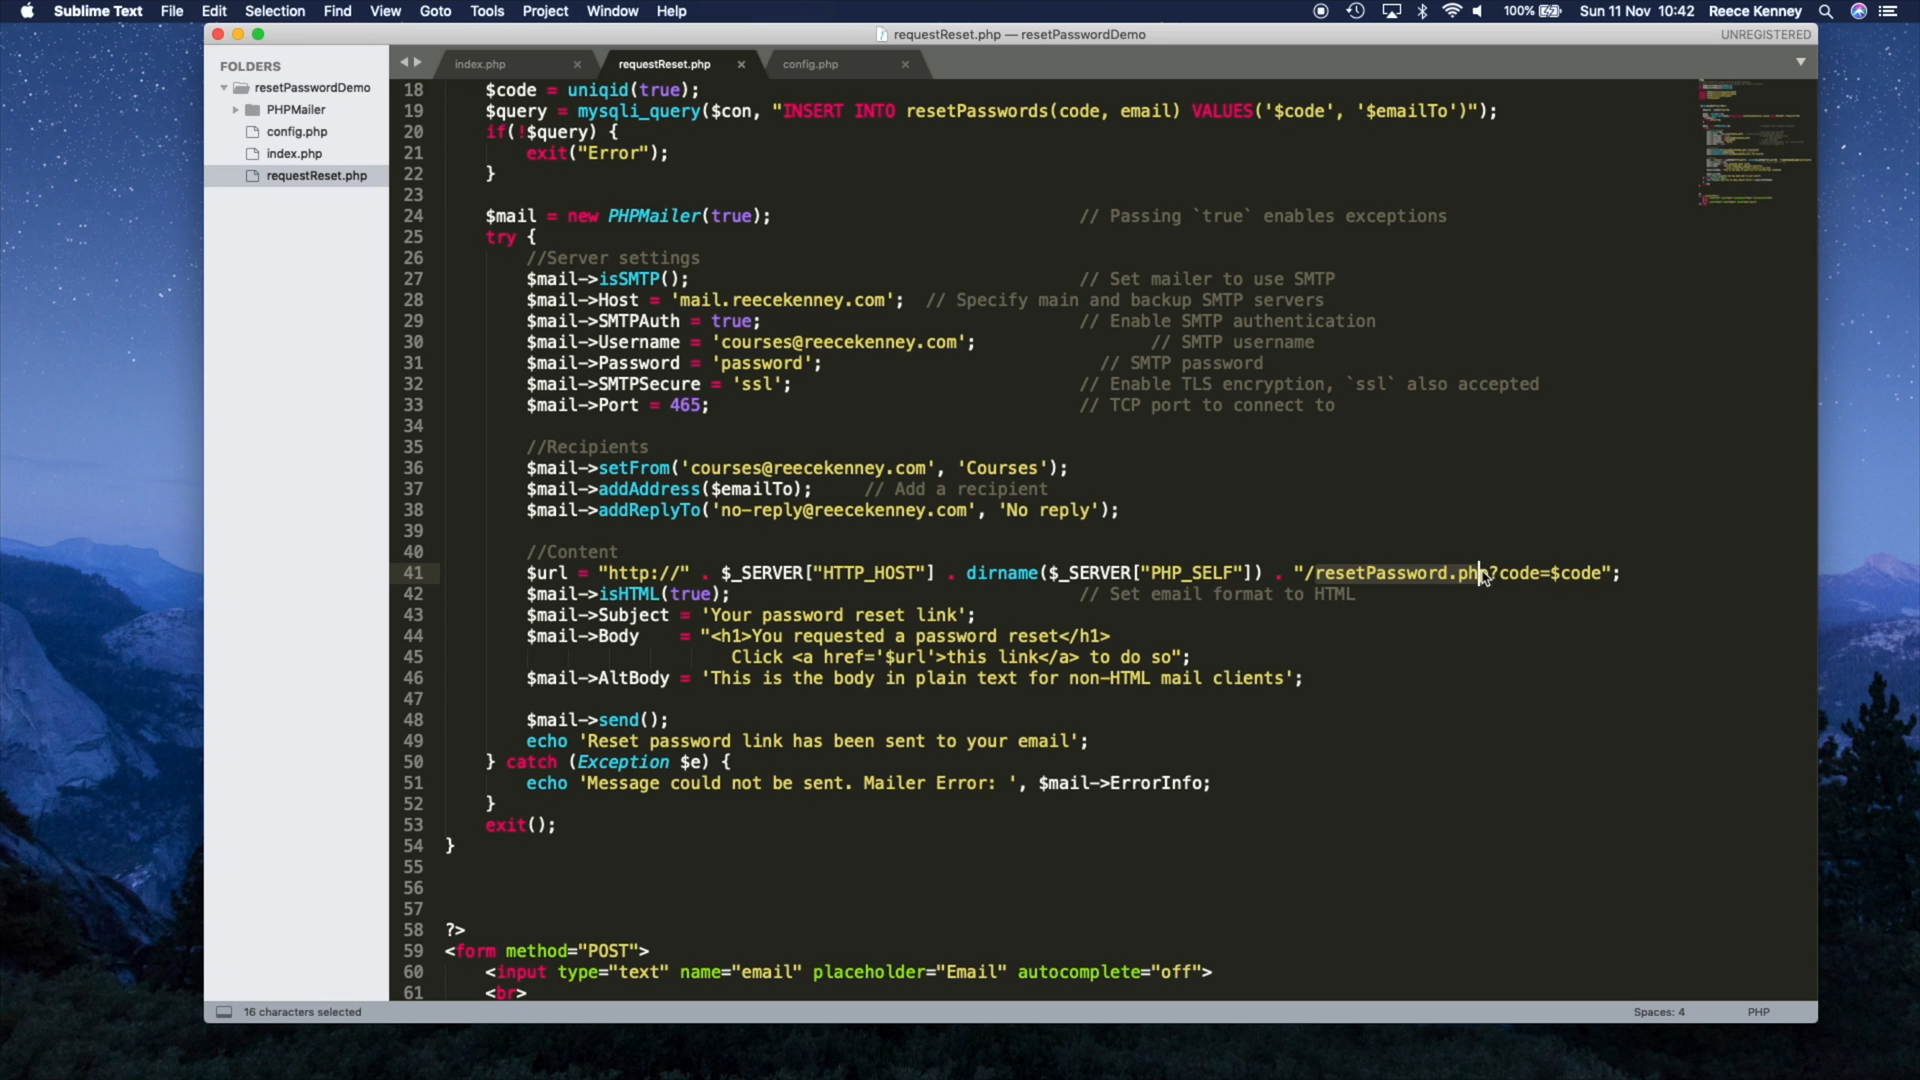 Sublime Text File Edit Selection Find View Goto Tools Project Window Help 100% Sun 11 Nov 10:42 Reece Kenney
requestReset.php — resetPasswordDemo UNREGISTERED
FOLDERS
resetPasswordDemo
PHPMailer
config.php
index.php
requestReset.php
index.php requestReset.php config.php
18 $code = uniqid(true);
19 $query = mysqli_query($con, "INSERT INTO resetPasswords(code, email) VALUES('$code', '$emailTo')");
20 if(!$query) {
21 exit("Error");
22 }
23
24 $mail = new PHPMailer(true); // Passing `true` enables exceptions
25 try {
26 //Server settings
27 $mail->isSMTP(); // Set mailer to use SMTP
28 $mail->Host = 'mail.reecekenney.com'; // Specify main and backup SMTP servers
29 $mail->SMTPAuth = true; // Enable SMTP authentication
30 $mail->Username = 'courses@reecekenney.com'; // SMTP username
31 $mail->Password = 'password'; // SMTP password
32 $mail->SMTPSecure = 'ssl'; // Enable TLS encryption, `ssl` also accepted
33 $mail->Port = 465; // TCP port to connect to
34
35 //Recipients
36 $mail->setFrom('courses@reecekenney.com', 'Courses');
37 $mail->addAddress($emailTo); // Add a recipient
38 $mail->addReplyTo('no-reply@reecekenney.com', 'No reply');
39
40 //Content
41 $url = "http://" . $_SERVER["HTTP_HOST"] . dirname($_SERVER["PHP_SELF"]) . "/resetPassword.php?code=$code";
42 $mail->isHTML(true); // Set email format to HTML
43 $mail->Subject = 'Your password reset link';
44 $mail->Body = "<h1>You requested a password reset</h1>
45 Click <a href='$url'>this link</a> to do so";
46 $mail->AltBody = 'This is the body in plain text for non-HTML mail clients';
47
48 $mail->send();
49 echo 'Reset password link has been sent to your email';
50 } catch (Exception $e) {
51 echo 'Message could not be sent. Mailer Error: ', $mail->ErrorInfo;
52 }
53 exit();
54 }
55
56
57
58 ?>
59 <form method="POST">
60 <input type="text" name="email" placeholder="Email" autocomplete="off">
61 <br>
16 characters selected Spaces: 4 PHP